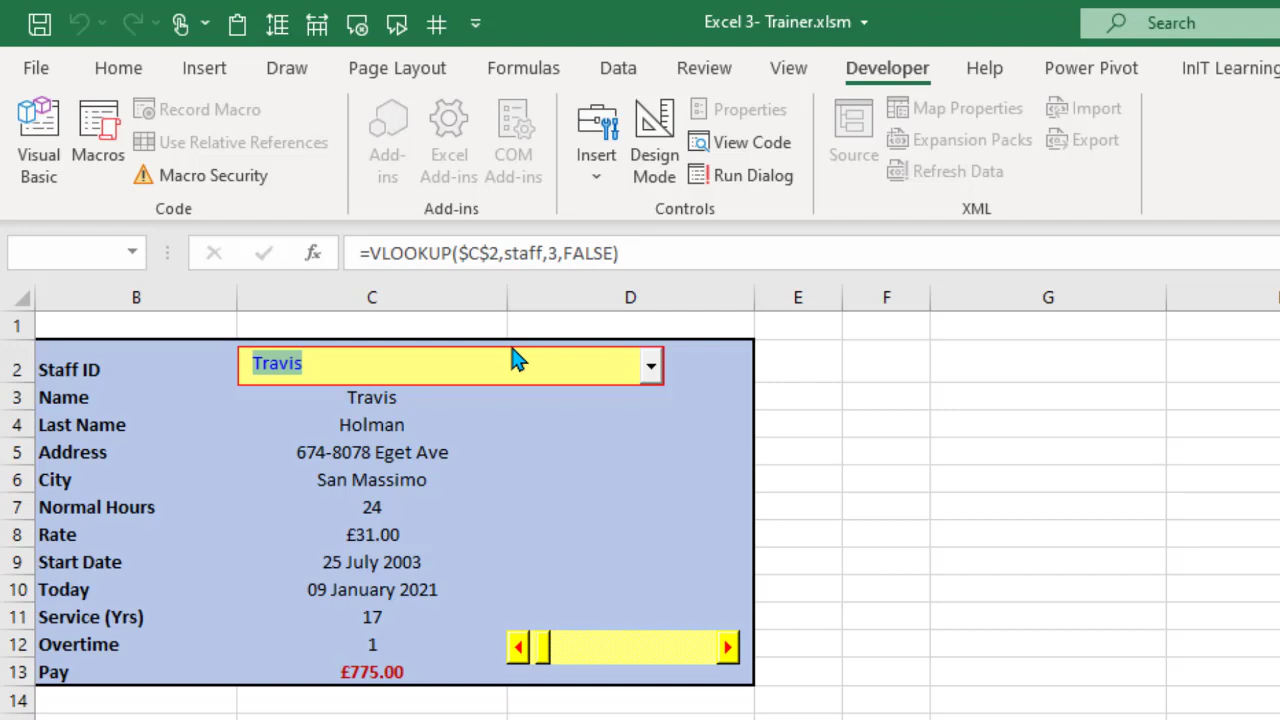 Excel 3- Trainer.xlsm
Search
File Home Insert Draw Page Layout Formulas Data Review View Developer Help Power Pivot InIT Learning
Visual Basic
Macros
Record Macro
Use Relative References
Macro Security
Code
Add-ins
Excel Add-ins
COM Add-ins
Add-ins
Insert
Design Mode
Properties
View Code
Run Dialog
Controls
Source
Map Properties
Expansion Packs
Refresh Data
Import
Export
XML
fx =VLOOKUP($C$2,staff,3,FALSE)
B C D E F G
1
2 Staff ID Travis
3 Name Travis
4 Last Name Holman
5 Address 674-8078 Eget Ave
6 City San Massimo
7 Normal Hours 24
8 Rate £31.00
9 Start Date 25 July 2003
10 Today 09 January 2021
11 Service (Yrs) 17
12 Overtime 1
13 Pay £775.00
14